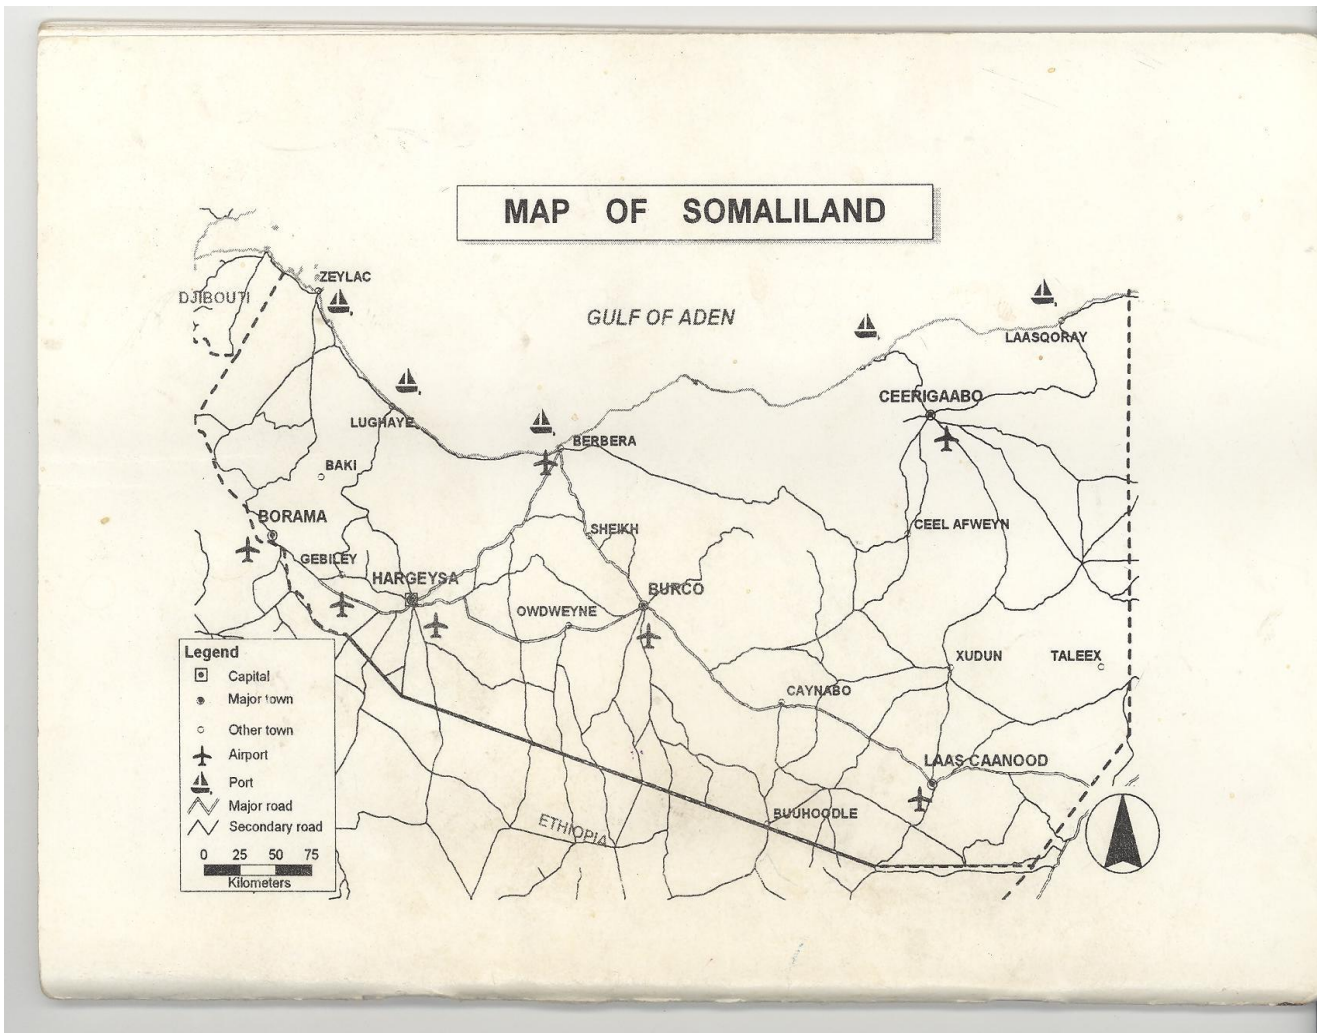 MAP OF SOMALILAND
ZEYLAC
DJIBOUTI
GULF OF ADEN
LAASQORAY
CEERIGAABO
LUGHAYE
BERBERA
BAKI
BORAMA
CEEL AFWEYN
SHEIKH
GEBILEY
HARGEYSA
BURCO
OWDWEYNE
XUDUN
TALEEX
CAYNABO
LAAS CAANOOD
BUUHOODLE
ETHIOPIA
Legend
Capital
Major town
Other town
Airport
Port
Major road
Secondary road
0 25 50 75
Kilometers